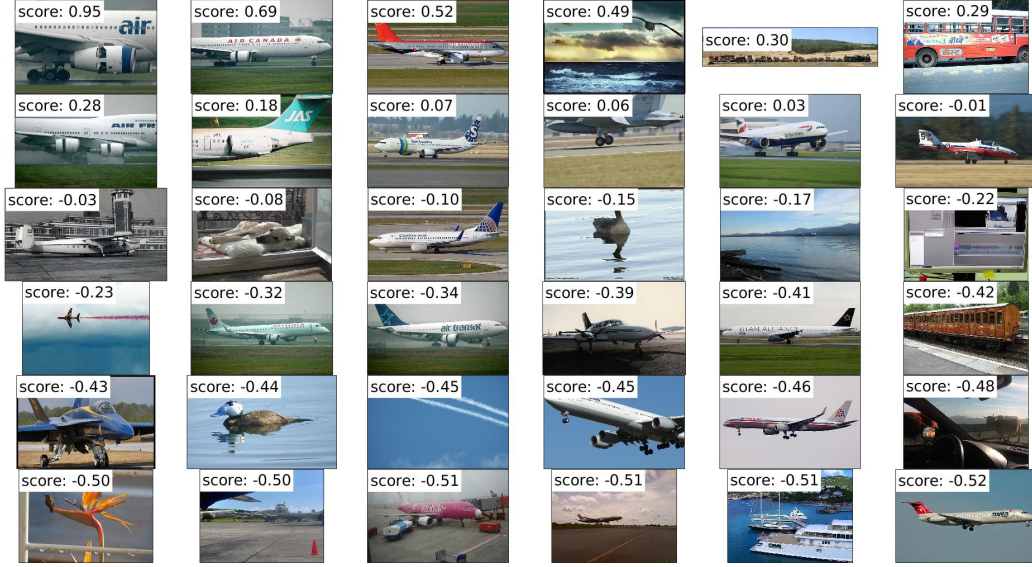 score: 0.95
score: 0.69
score: 0.52
score: 0.49
score: 0.30
score: 0.29
air
AIR CANADA
score: 0.28
score: 0.18
score: 0.07
score: 0.06
score: 0.03
score: -0.01
AIR FR
JAS
score: -0.03
score: -0.08
score: -0.10
score: -0.15
score: -0.17
score: -0.22
score: -0.23
score: -0.32
score: -0.34
score: -0.39
score: -0.41
score: -0.42
air transat
STAR ALLIANCE
score: -0.43
score: -0.44
score: -0.45
score: -0.45
score: -0.46
score: -0.48
AA
score: -0.50
score: -0.50
score: -0.51
score: -0.51
score: -0.51
score: -0.52
nwa